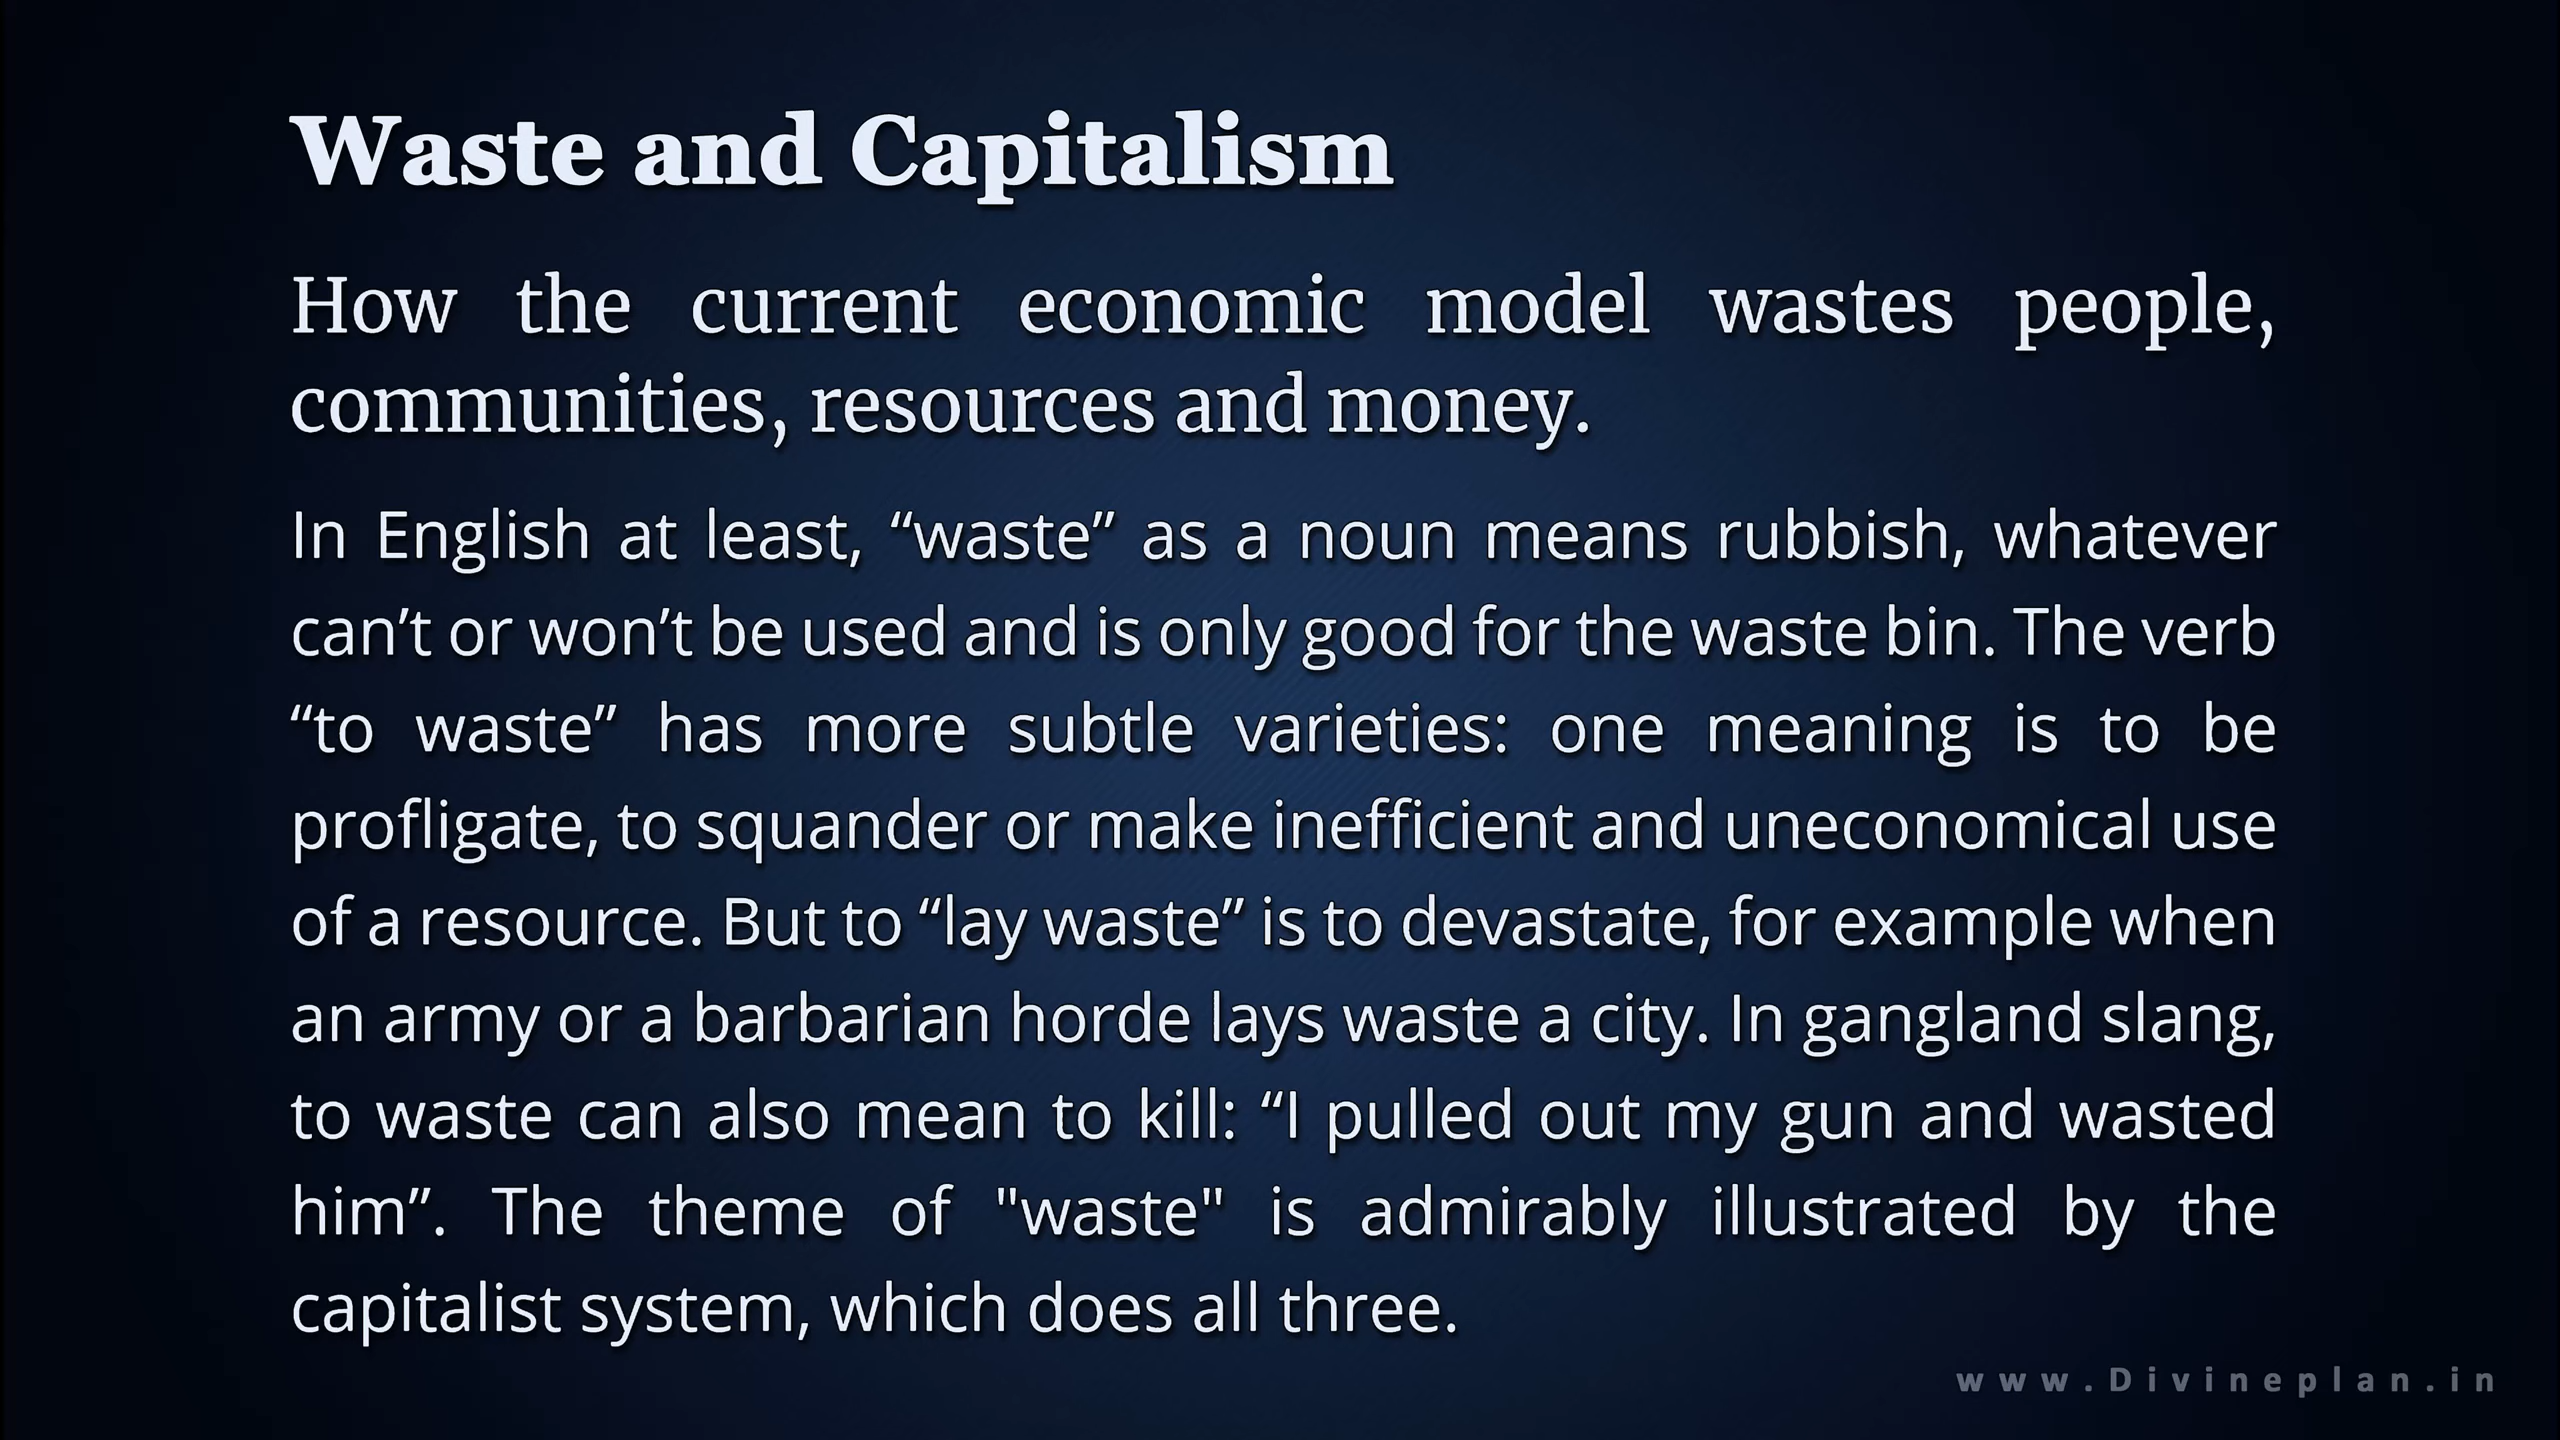 Waste and Capitalism
How the current economic model wastes people,
communities, resources and money.
In English at least, “waste” as a noun means rubbish, whatever
can’t or won’t be used and is only good for the waste bin. The verb
“to waste” has more subtle varieties: one meaning is to be
profligate, to squander or make inefficient and uneconomical use
of a resource. But to “lay waste” is to devastate, for example when
an army or a barbarian horde lays waste a city. In gangland slang,
to waste can also mean to kill: “I pulled out my gun and wasted
him”. The theme of "waste" is admirably illustrated by the
capitalist system, which does all three.
www.Divineplan.in